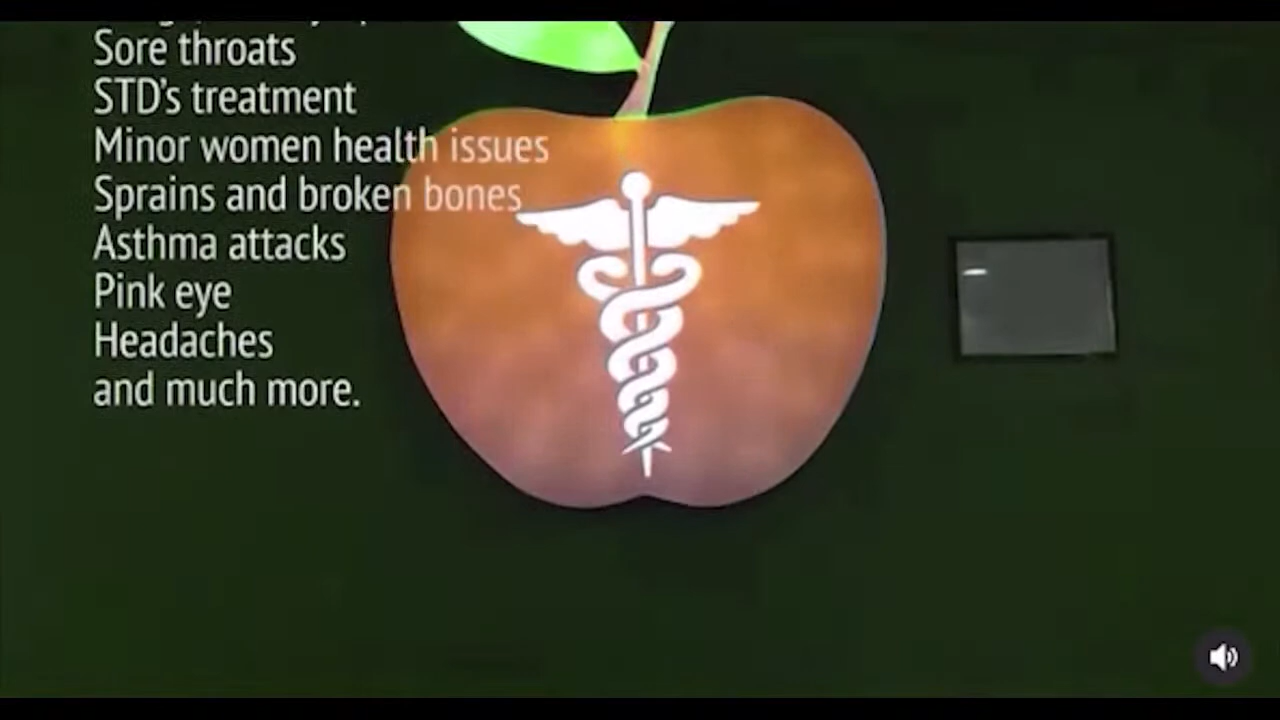 Sore throats
STD's treatment
Minor women health issues
Sprains and broken bones
Asthma attacks
Pink eye
Headaches
and much more.